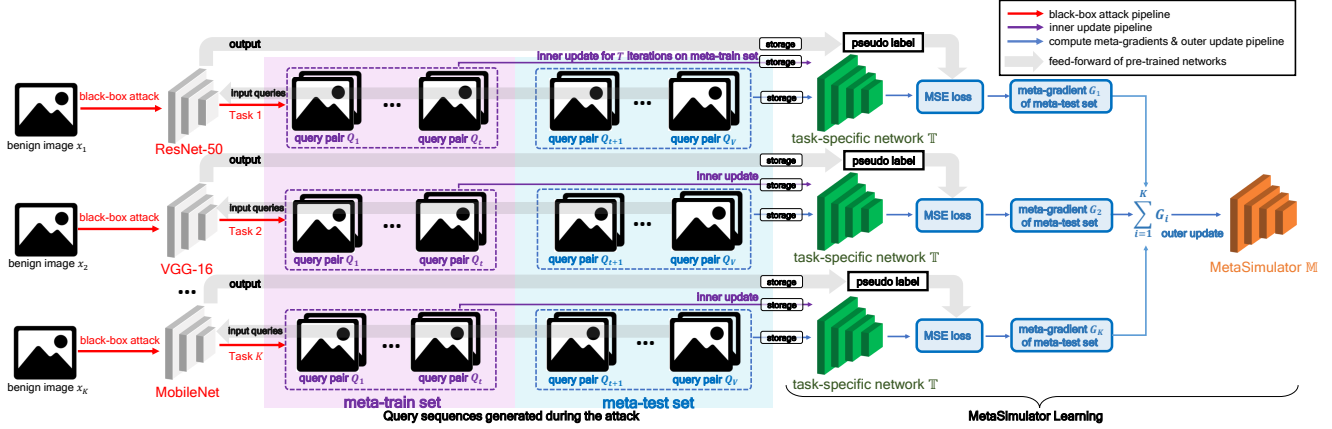 black-box attack pipeline
inner update pipeline
compute meta-gradients & outer update pipeline
feed-forward of pre-trained networks
output
storage
pseudo label
inner update for T iterations on meta-train set
storage
black-box attack
input queries
Task 1
... ...
storage
MSE loss
meta-gradient G₁
of meta-test set
query pair Q₁
query pair Qₜ
query pair Qₜ₊₁
query pair Q_V
task-specific network 𝕋
benign image x₁
ResNet-50
output
storage
pseudo label
inner update
storage
black-box attack
input queries
Task 2
... ...
storage
MSE loss
meta-gradient G₂
of meta-test set
query pair Q₁
query pair Qₜ
query pair Qₜ₊₁
query pair Q_V
task-specific network 𝕋
benign image x₂
VGG-16
K
∑ Gᵢ
i=1
outer update
MetaSimulator 𝕄
...
output
storage
pseudo label
inner update
storage
black-box attack
input queries
Task K
... ...
storage
MSE loss
meta-gradient G_K
of meta-test set
query pair Q₁
query pair Qₜ
query pair Qₜ₊₁
query pair Q_V
task-specific network 𝕋
benign image x_K
MobileNet
meta-train set
meta-test set
Query sequences generated during the attack
MetaSimulator Learning